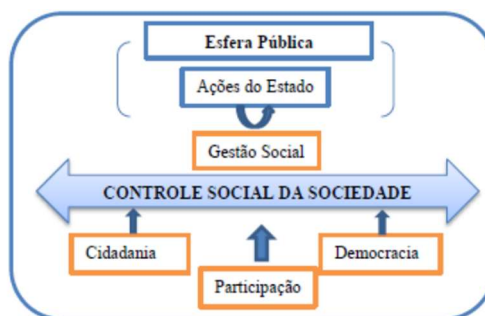 Esfera Pública
Ações do Estado
Gestão Social
CONTROLE SOCIAL DA SOCIEDADE
Cidadania
Democracia
Participação